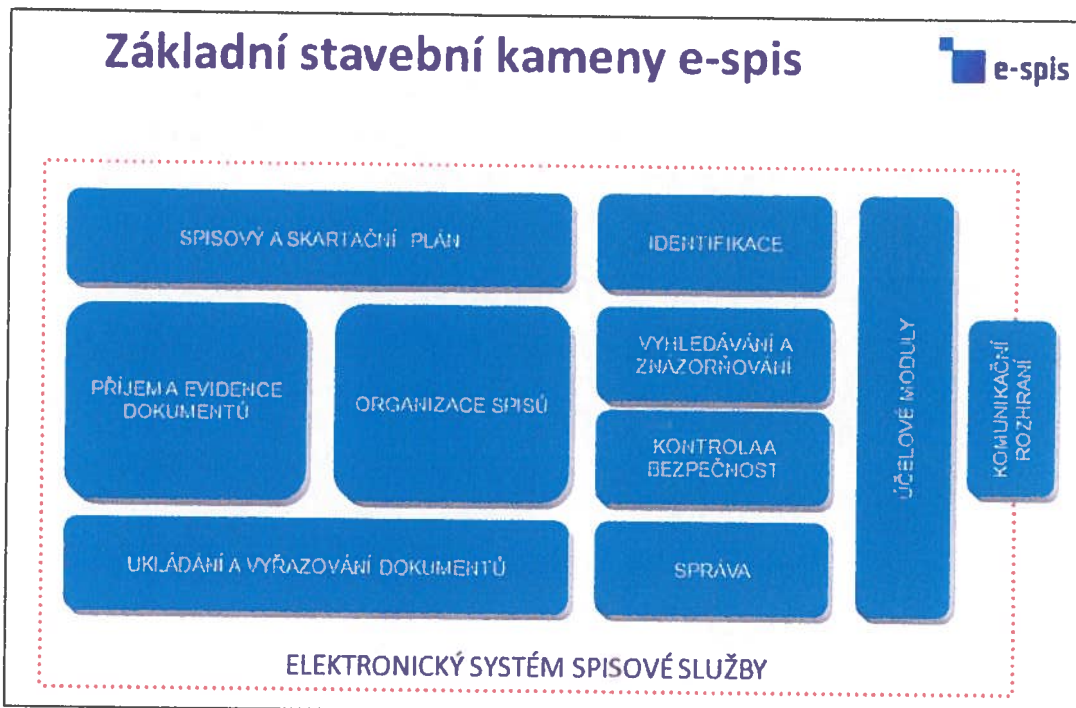 Základní stavební kameny e-spis
e-spis
SPISOVÝ A SKARTAČNÍ PLÁN
IDENTIFIKACE
PŘÍJEM A EVIDENCE
DOKUMENTŮ
ORGANIZACE SPISŮ
VYHLEDÁVÁNÍ A
ZNÁZORŇOVÁNÍ
KONTROLA A
BEZPEČNOST
UKLÁDÁNÍ A VYŘAZOVÁNÍ DOKUMENTŮ
SPRÁVA
ÚČELOVÉ MODULY
KOMUNIKAČNÍ
ROZHRANÍ
ELEKTRONICKÝ SYSTÉM SPISOVÉ SLUŽBY